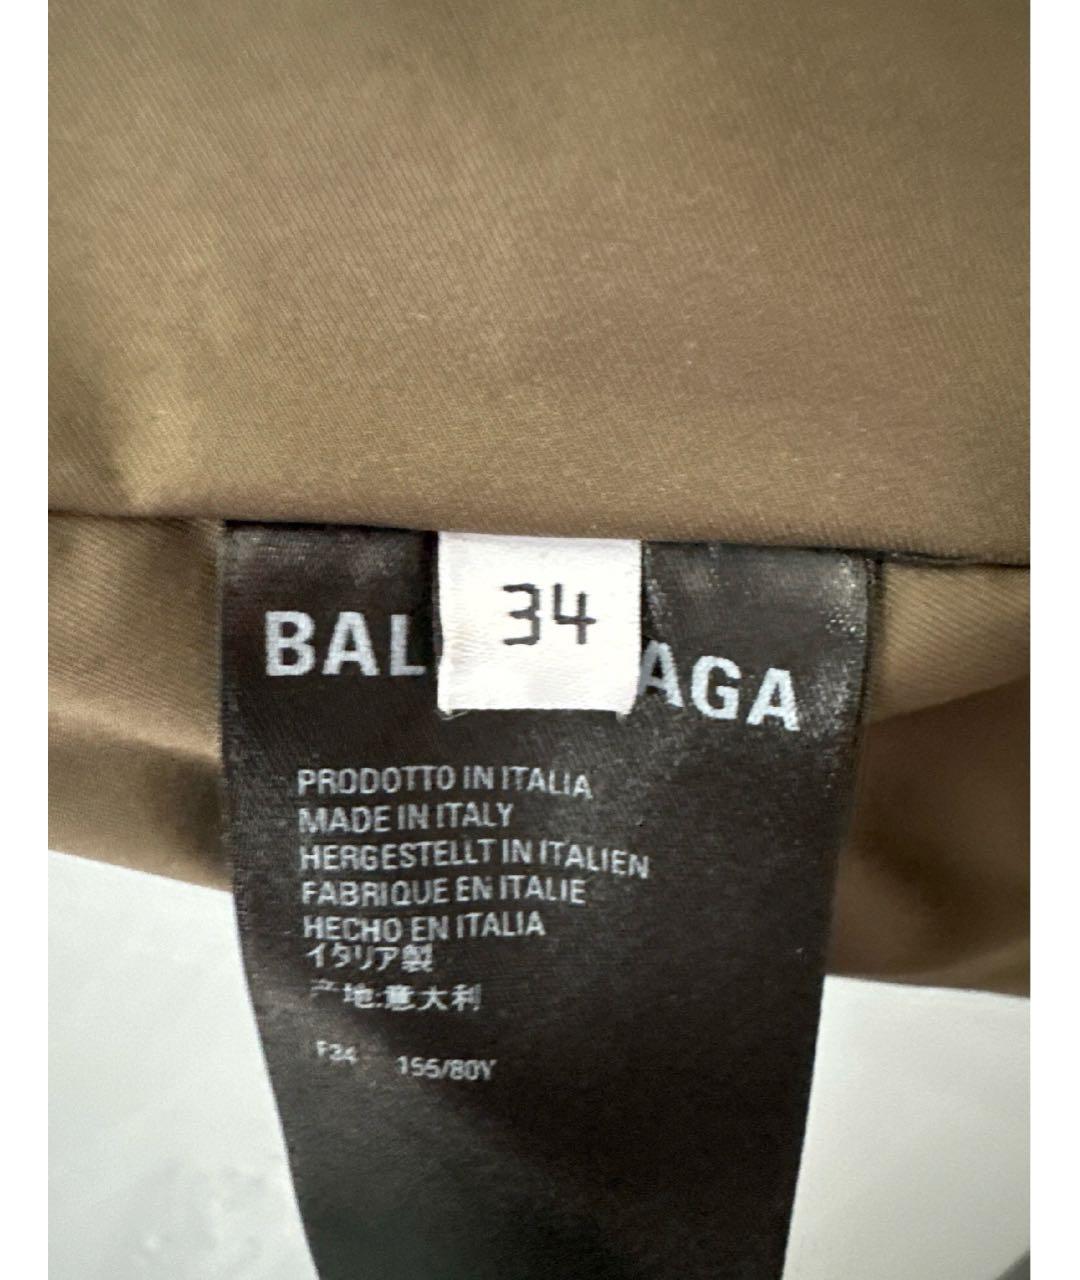 34
BAL AGA
PRODOTTO IN ITALIA
MADE IN ITALY
HERGESTELLT IN ITALIEN
FABRIQUE EN ITALIE
HECHO EN ITALIA
イタリア製
产地:意大利
F34 155/80Y